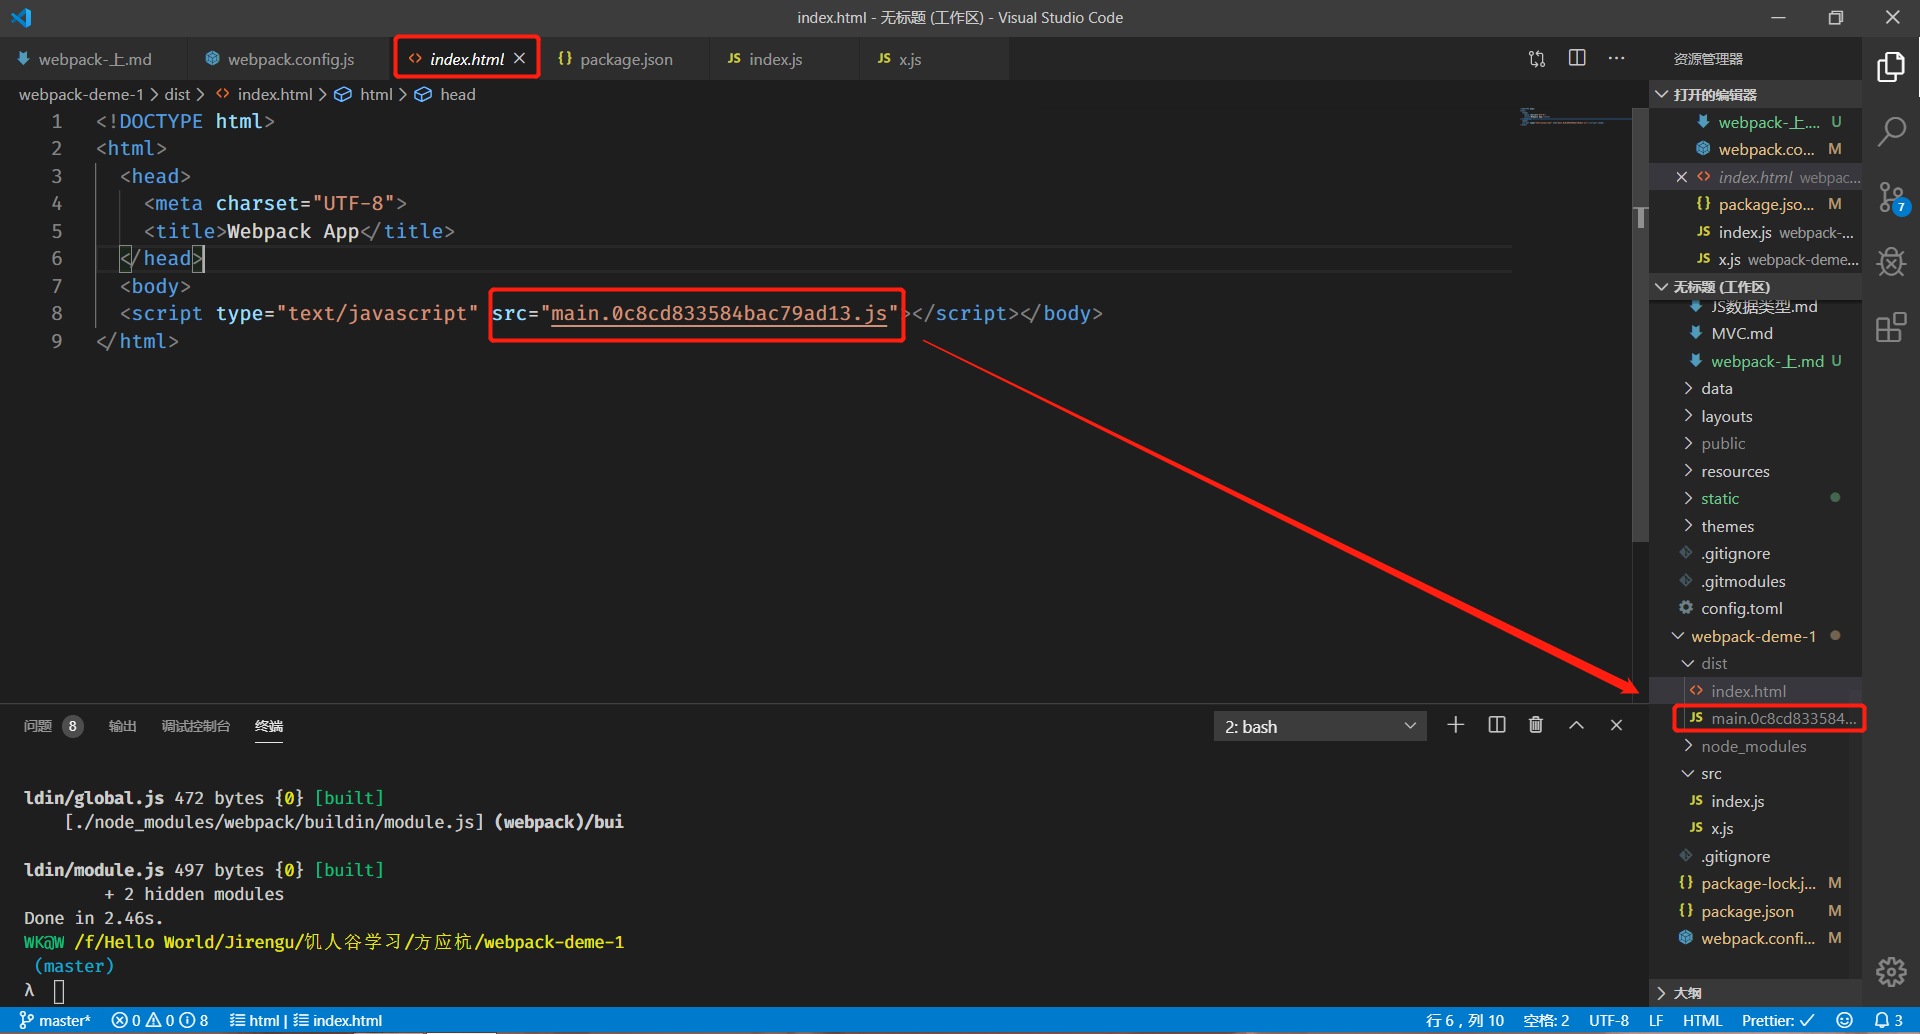 index.html - 无标题 (工作区) - Visual Studio Code
webpack-上.md
webpack.config.js
index.html
{} package.json
JS index.js
JS x.js
webpack-deme-1 > dist > index.html > html > head
1 <!DOCTYPE html>
2 <html>
3 <head>
4 <meta charset="UTF-8">
5 <title>Webpack App</title>
6 </head>
7 <body>
8 <script type="text/javascript" src="main.0c8cd833584bac79ad13.js"></script></body>
9 </html>
问题 8 输出 调试控制台 终端
2: bash
ldin/global.js 472 bytes {0} [built]
[./node_modules/webpack/buildin/module.js] (webpack)/bui
ldin/module.js 497 bytes {0} [built]
+ 2 hidden modules
Done in 2.46s.
WK@W /f/Hello World/Jirengu/饥人谷学习/方应杭/webpack-deme-1
(master)
λ
资源管理器
打开的编辑器
webpack-上.... U
webpack.co... M
index.html webpac...
{} package.jso... M
JS index.js webpack-...
JS x.js webpack-deme...
无标题 (工作区)
JS数据类型.md
MVC.md
webpack-上.md U
data
layouts
public
resources
static
themes
.gitignore
.gitmodules
config.toml
webpack-deme-1
dist
index.html
JS main.0c8cd833584...
node_modules
src
JS index.js
JS x.js
.gitignore
{} package-lock.j... M
{} package.json M
webpack.confi... M
大纲
7
master* 0 0 8 html | index.html
行 6，列 10 空格: 2 UTF-8 LF HTML Prettier: ✓ 3